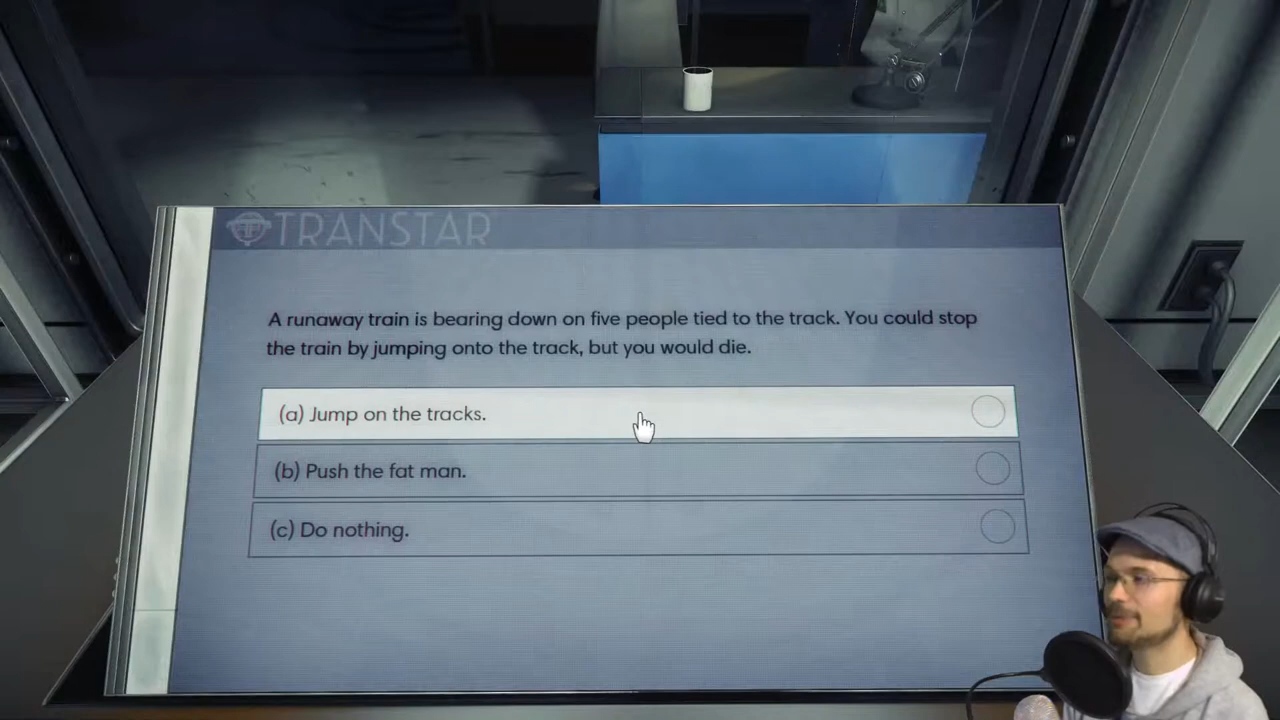 TRANSTAR
A runaway train is bearing down on five people tied to the track. You could stop
the train by jumping onto the track, but you would die.
(a) Jump on the tracks.
(b) Push the fat man.
(c) Do nothing.